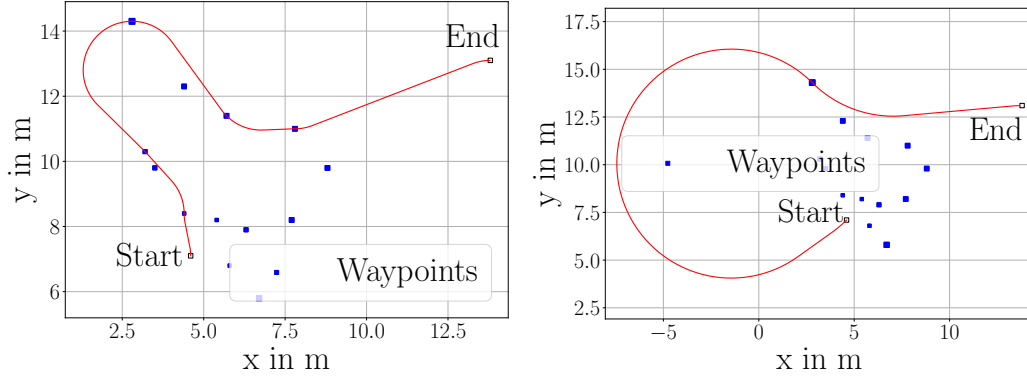 14
12
10
8
6
y in m
2.5 5.0 7.5 10.0 12.5
x in m
Start
End
Waypoints
17.5
15.0
12.5
10.0
7.5
5.0
2.5
y in m
−5 0 5 10
x in m
Waypoints
Start
End